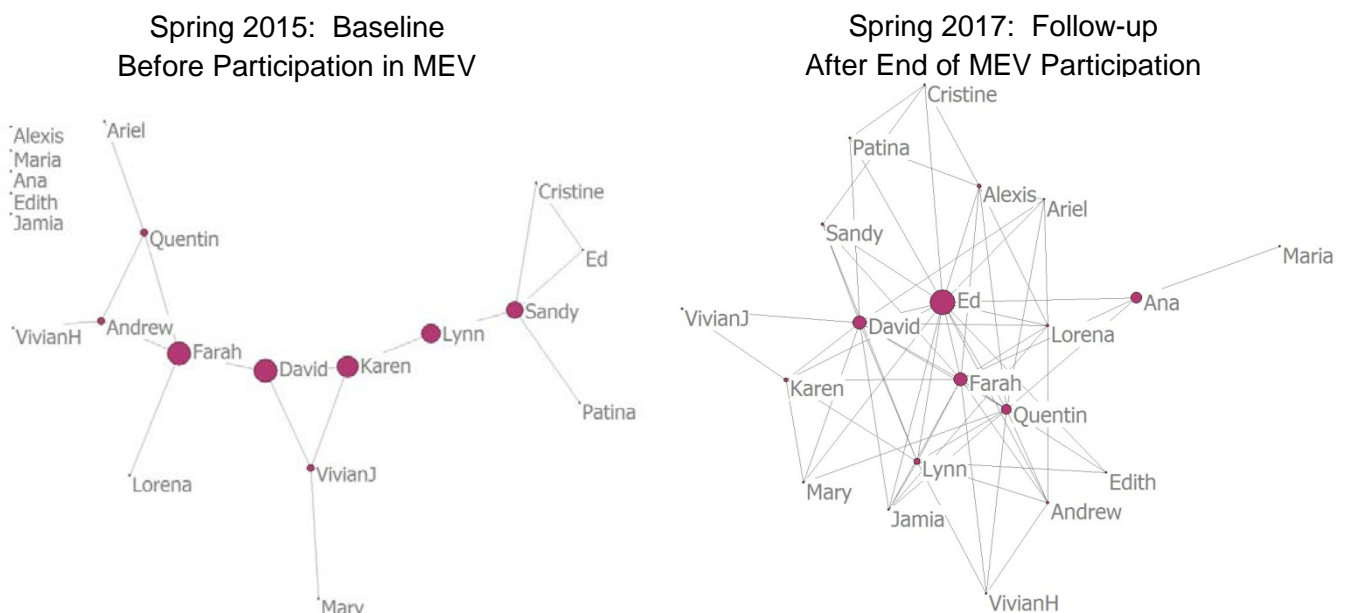 Spring 2015: Baseline
Before Participation in MEV
Alexis
Maria
Ana
Edith
Jamia
Ariel
Quentin
VivianH
Andrew
Farah
David
Karen
Lynn
Sandy
Cristine
Ed
Patina
Lorena
VivianJ
Mary
Spring 2017: Follow-up
After End of MEV Participation
Cristine
Patina
Alexis
Ariel
Sandy
Maria
Ed
Ana
VivianJ
David
Lorena
Karen
Farah
Quentin
Lynn
Edith
Mary
Jamia
Andrew
VivianH